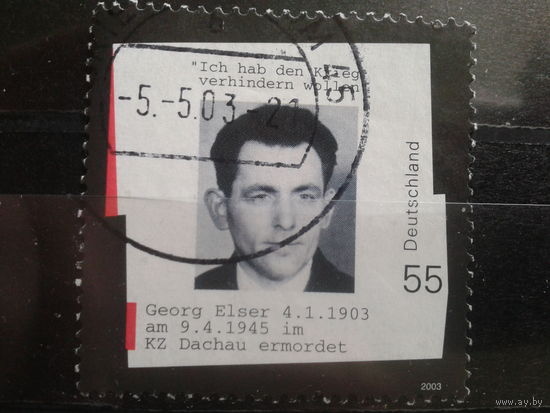 "Ich hab den Krieg
verhindern wollen
-5.-5.03-21
Deutschland
55
Georg Elser 4.1.1903
am 9.4.1945 im
KZ Dachau ermordet
2003
www.ay.by